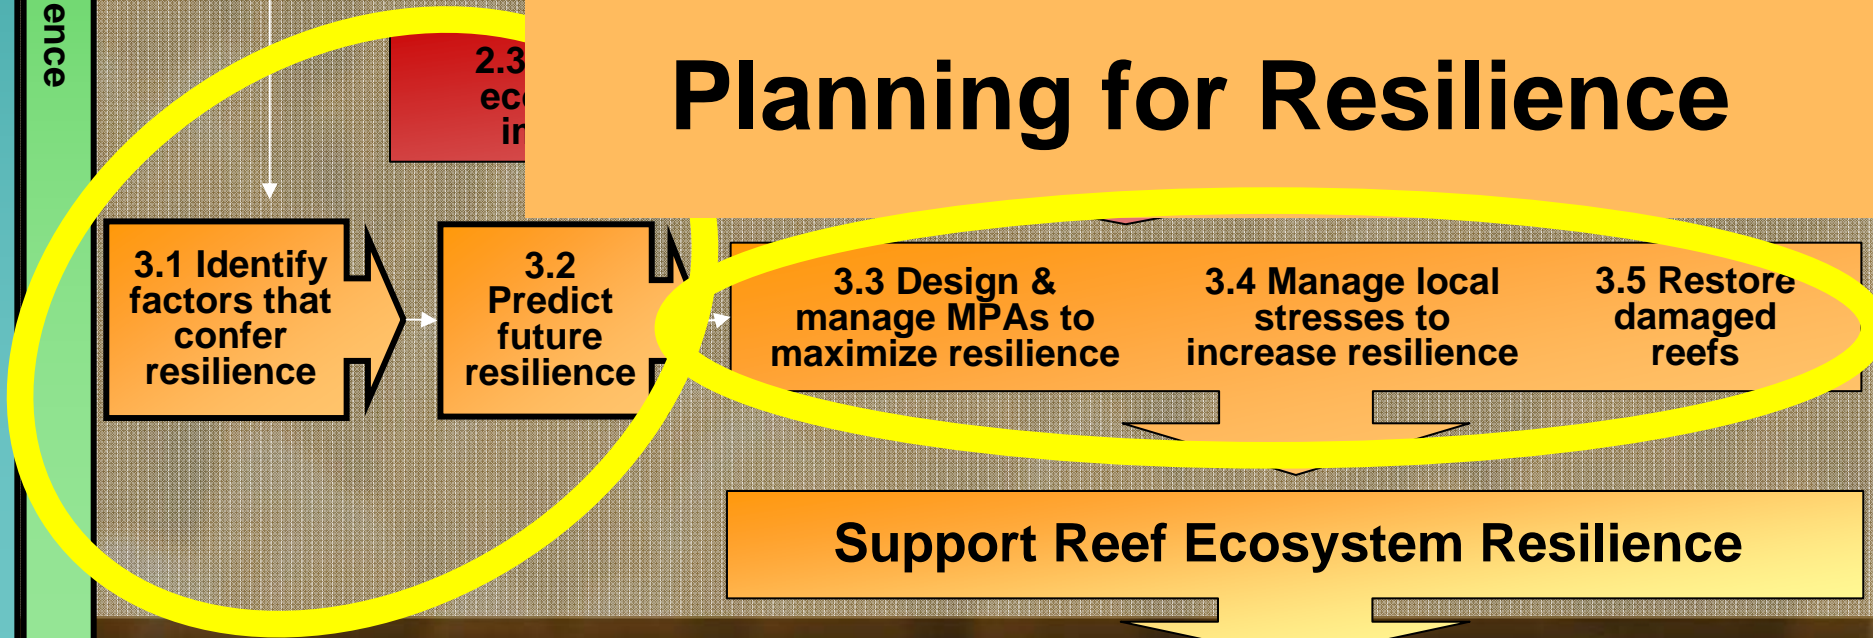 ence
2.3
Planning for Resilience
3.1 Identify
factors that
confer
resilience
3.2
Predict
future
resilience
3.3 Design &
manage MPAs to
maximize resilience
3.4 Manage local
stresses to
increase resilience
3.5 Restore
damaged
reefs
Support Reef Ecosystem Resilience